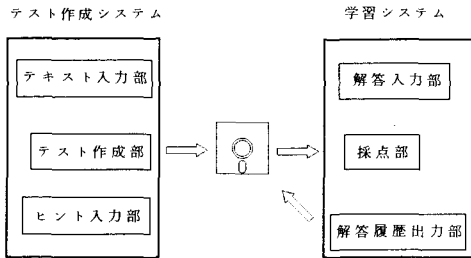 テスト作成システム
学習システム
テキスト入力部
テスト作成部
ヒント入力部
解答入力部
採点部
解答履歴出力部